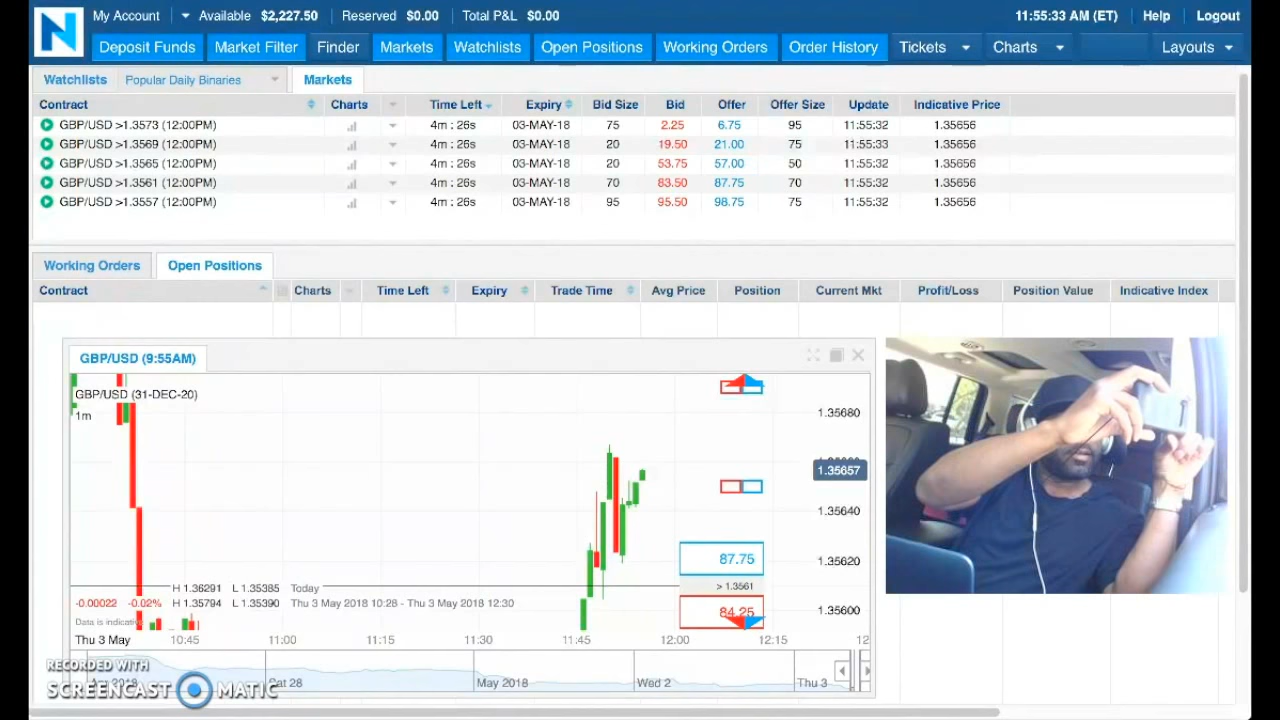 My Account Available $2,227.50 Reserved $0.00 Total P&L $0.00 11:55:33 AM (ET) Help Logout
N
Deposit Funds Market Filter Finder Markets Watchlists Open Positions Working Orders Order History Tickets Charts Layouts
Watchlists Popular Daily Binaries Markets
Contract Charts Time Left Expiry Bid Size Bid Offer Offer Size Update Indicative Price
GBP/USD >1.3573 (12:00PM) 4m : 26s 03-MAY-18 75 2.25 6.75 95 11:55:32 1.35656
GBP/USD >1.3569 (12:00PM) 4m : 26s 03-MAY-18 20 19.50 21.00 75 11:55:33 1.35656
GBP/USD >1.3565 (12:00PM) 4m : 26s 03-MAY-18 20 53.75 57.00 50 11:55:32 1.35656
GBP/USD >1.3561 (12:00PM) 4m : 26s 03-MAY-18 70 83.50 87.75 70 11:55:32 1.35656
GBP/USD >1.3557 (12:00PM) 4m : 26s 03-MAY-18 95 95.50 98.75 75 11:55:32 1.35656
Working Orders Open Positions
Contract Charts Time Left Expiry Trade Time Avg Price Position Current Mkt Profit/Loss Position Value Indicative Index
GBP/USD (9:55AM)
GBP/USD (31-DEC-20)
1m
1.35680
1.35657
1.35640
87.75
1.35620
> 1.3561
H 1.36291 L 1.35385 Today
-0.00022 -0.02% H 1.35794 L 1.35390 Thu 3 May 2018 10:28 - Thu 3 May 2018 12:30
84.25
1.35600
Data is indicative
Thu 3 May 10:45 11:00 11:15 11:30 11:45 12:00 12:15 12
RECORDED WITH
SCREENCAST MATIC
Sat 28 May 2018 Wed 2 Thu 3